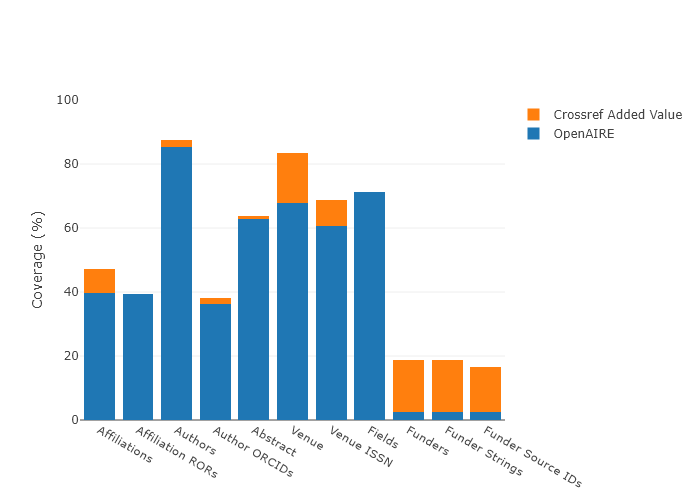 Crossref Added Value
OpenAIRE
Coverage (%)
100
80
60
40
20
0
Affiliations
Affiliation RORs
Authors
Author ORCIDs
Abstract
Venue
Venue ISSN
Fields
Funders
Funder Strings
Funder Source IDs